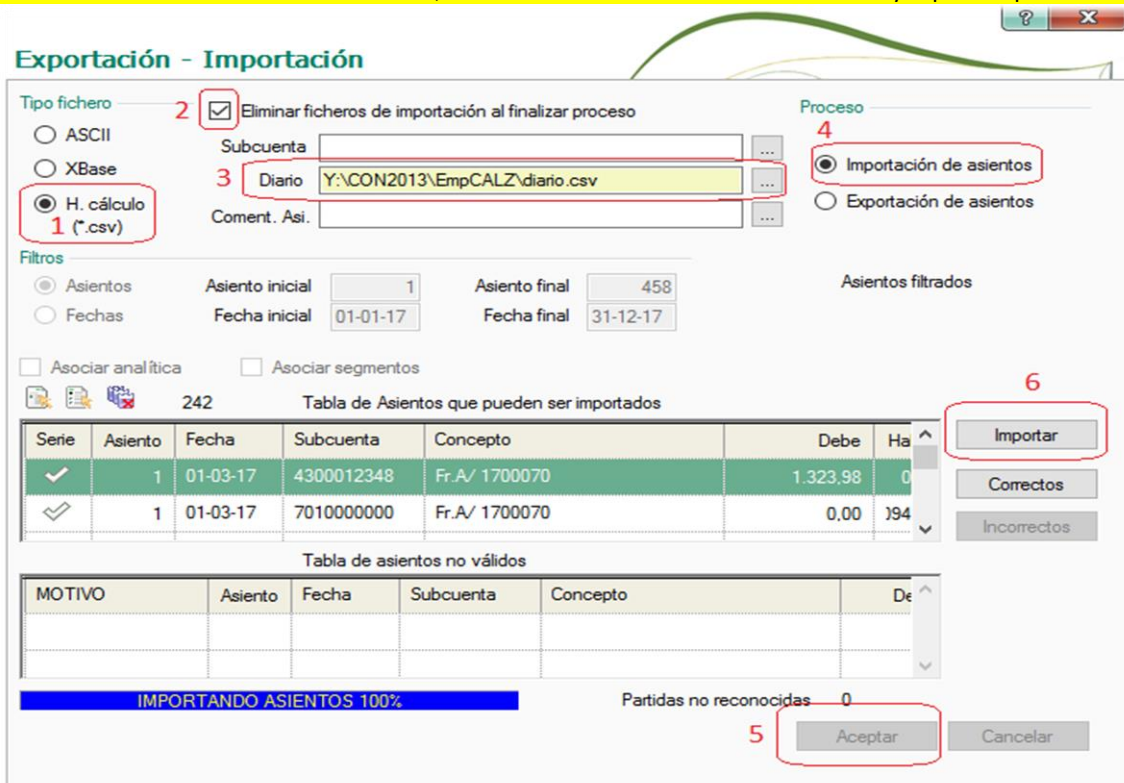 Exportación - Importación
Tipo fichero
2
Eliminar ficheros de importación al finalizar proceso
Proceso
4
ASCII
Subcuenta
...
XBase
3 Diario Y:\CON2013\EmpCALZ\diario.csv ...
Importación de asientos
H. cálculo
1 (*.csv)
Coment. Asi.
...
Exportación de asientos
Filtros
Asientos Asiento inicial 1 Asiento final 458 Asientos filtrados
Fechas Fecha inicial 01-01-17 Fecha final 31-12-17
Asociar analítica Asociar segmentos
242 Tabla de Asientos que pueden ser importados
6
Serie Asiento Fecha Subcuenta Concepto Debe Ha
Importar
1 01-03-17 4300012348 Fr.A/ 1700070 1.323,98 0
Correctos
1 01-03-17 7010000000 Fr.A/ 1700070 0,00 094
Incorrectos
Tabla de asientos no válidos
MOTIVO Asiento Fecha Subcuenta Concepto De
IMPORTANDO ASIENTOS 100% Partidas no reconocidas 0
5 Aceptar Cancelar